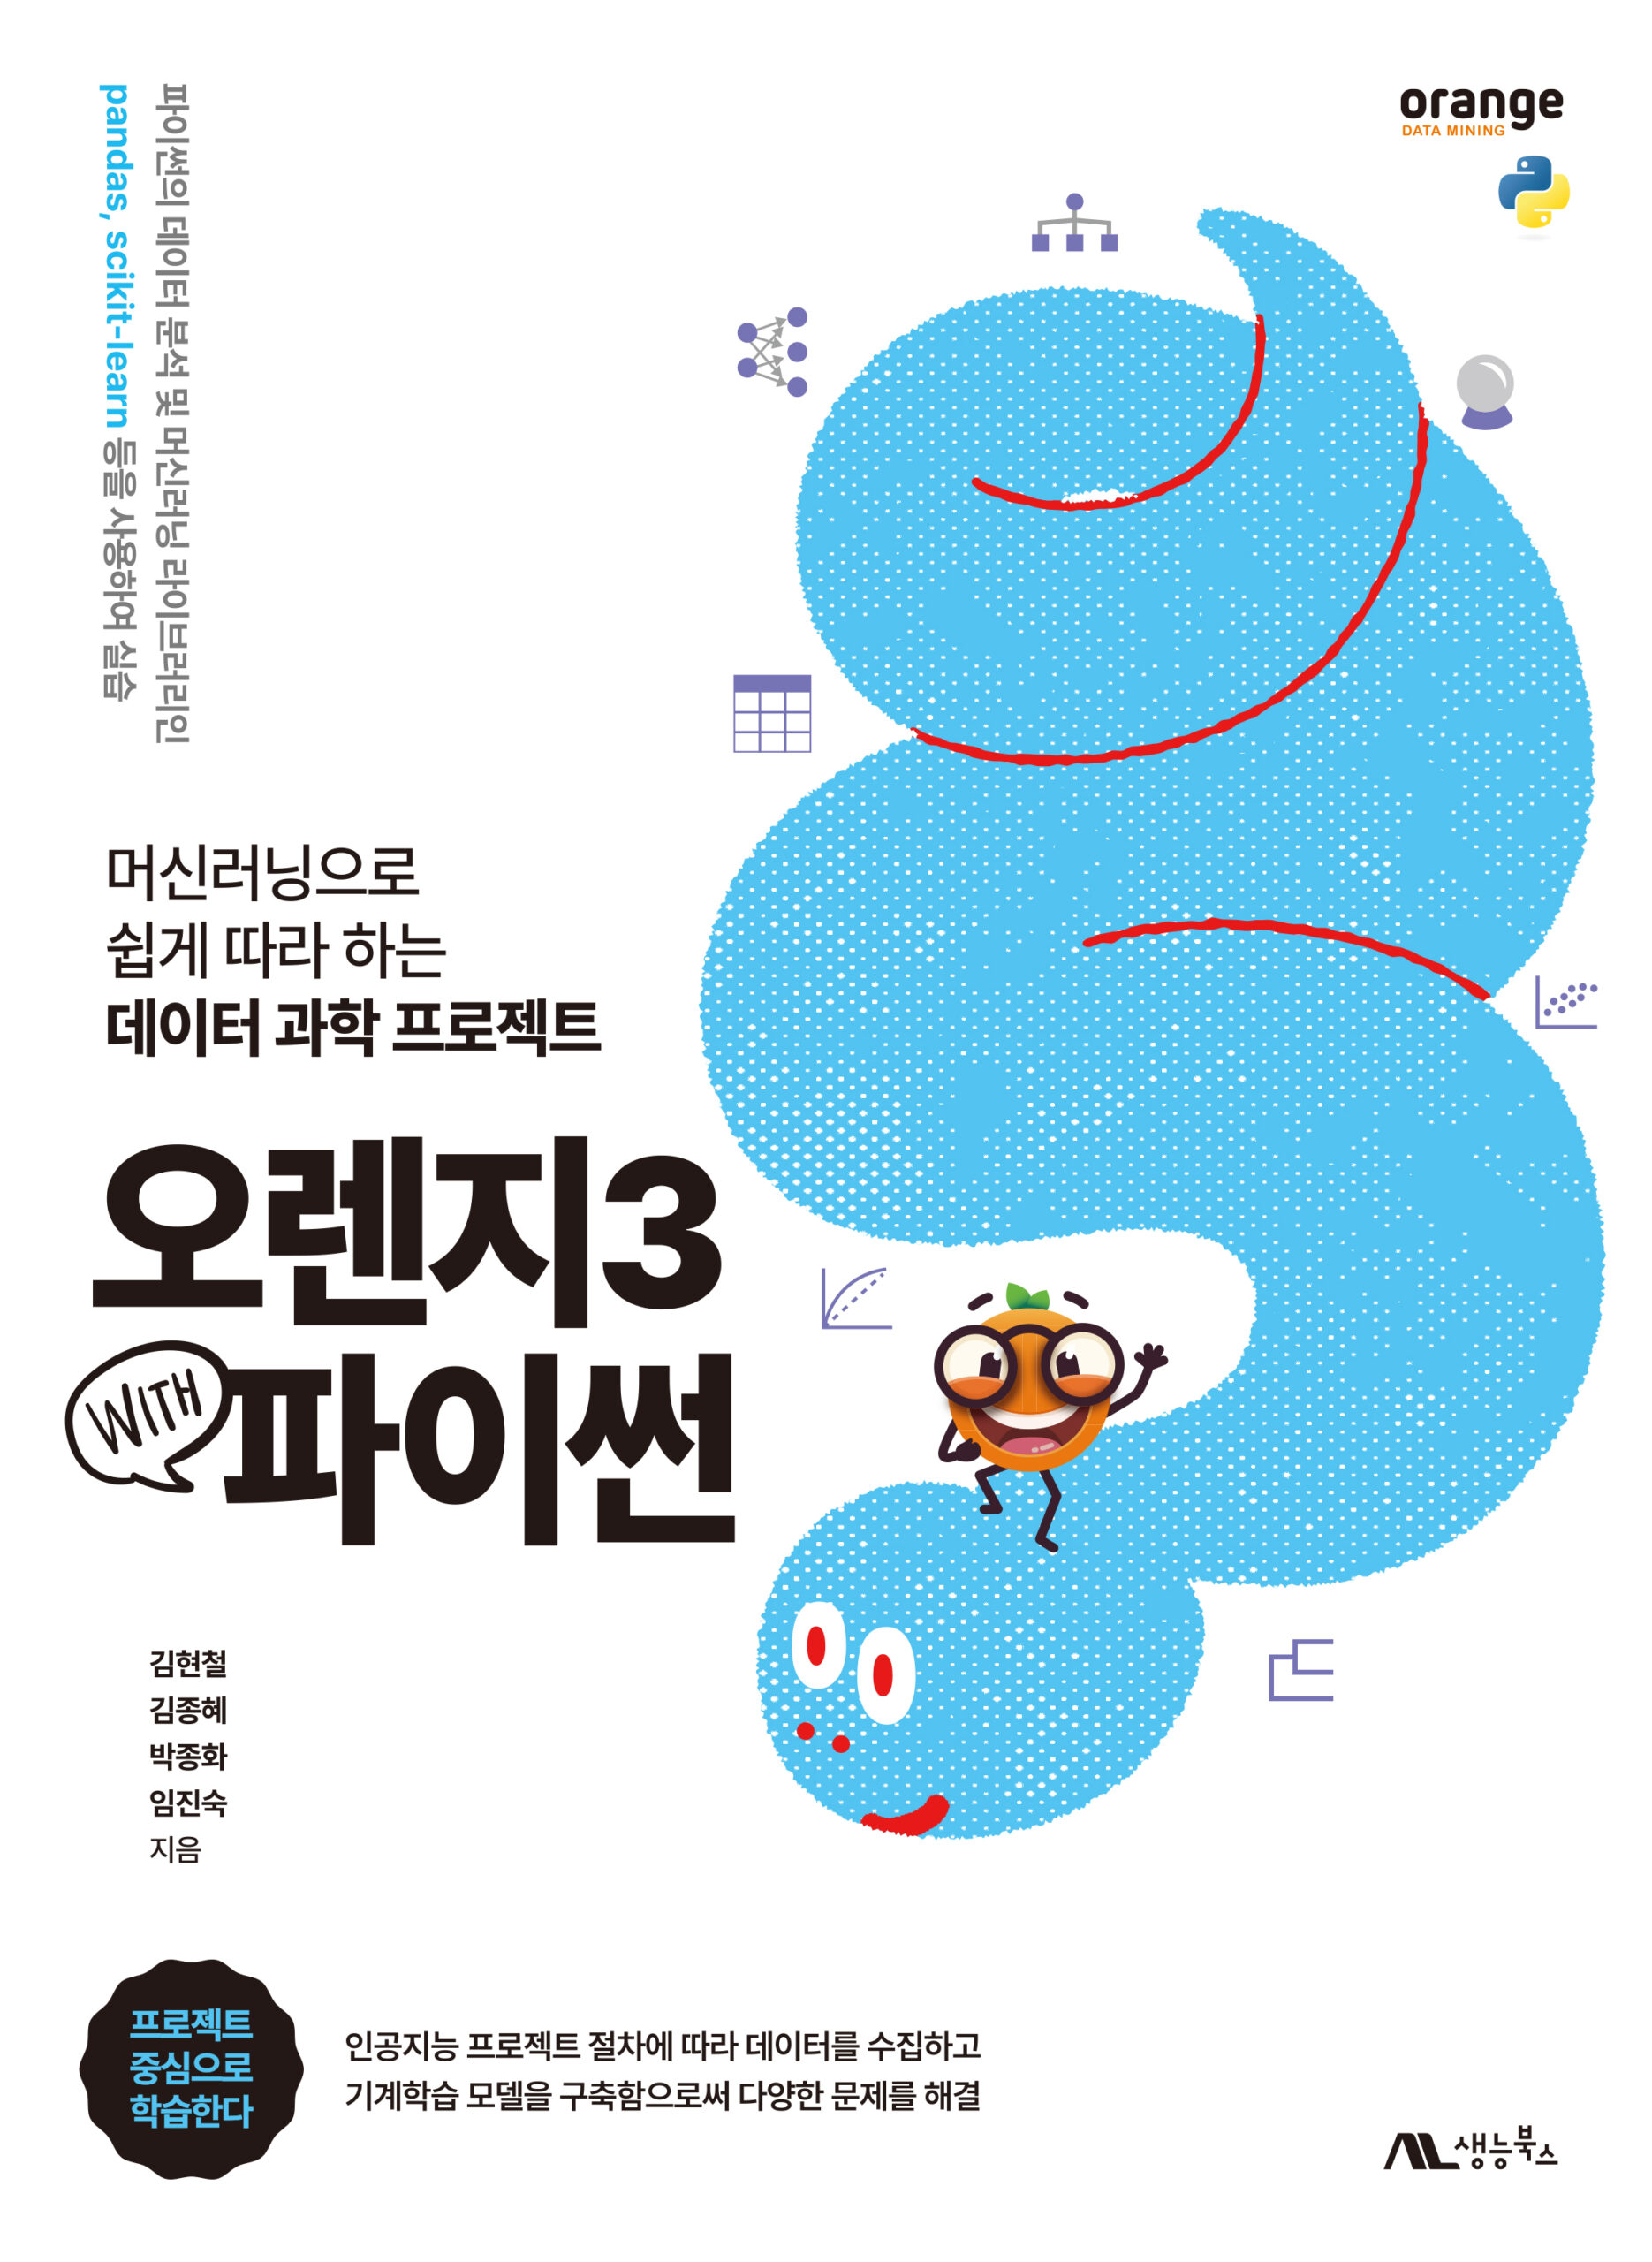 파이썬의 데이터 분석 및 머신러닝 라이브러리인
pandas, scikit-learn 등을 사용하여 실습
orange
DATA MINING
머신러닝으로
쉽게 따라 하는
데이터 과학 프로젝트
오렌지3
WITH
파이썬
김현철
김종혜
박종화
임진숙
지음
프로젝트
중심으로
학습한다
인공지능 프로젝트 절차에 따라 데이터를 수집하고
기계학습 모델을 구축함으로써 다양한 문제를 해결
생능북스